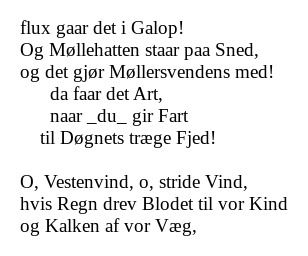 flux gaar det i Galop!
Og Møllehatten staar paa Sned,
og det gjør Møllersvendens med!
da faar det Art,
naar _du_ gir Fart
til Døgnets træge Fjed!

O, Vestenvind, o, stride Vind,
hvis Regn drev Blodet til vor Kind
og Kalken af vor Væg,